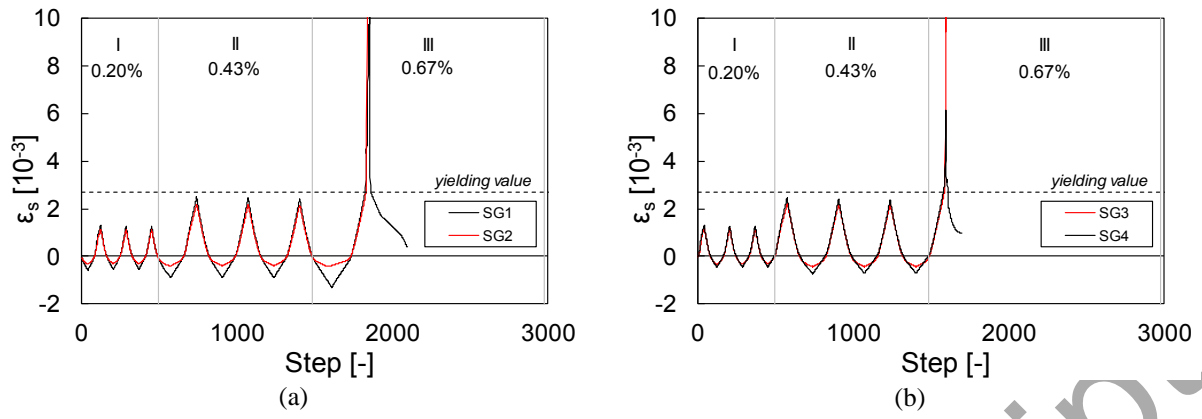 10
8
6
4
2
0
-2
εs [10-3]
I
0.20%
II
0.43%
III
0.67%
yielding value
SG1
SG2
0 1000 2000 3000
Step [-]
(a)
10
8
6
4
2
0
-2
εs [10-3]
I
0.20%
II
0.43%
III
0.67%
yielding value
SG3
SG4
0 1000 2000 3000
Step [-]
(b)